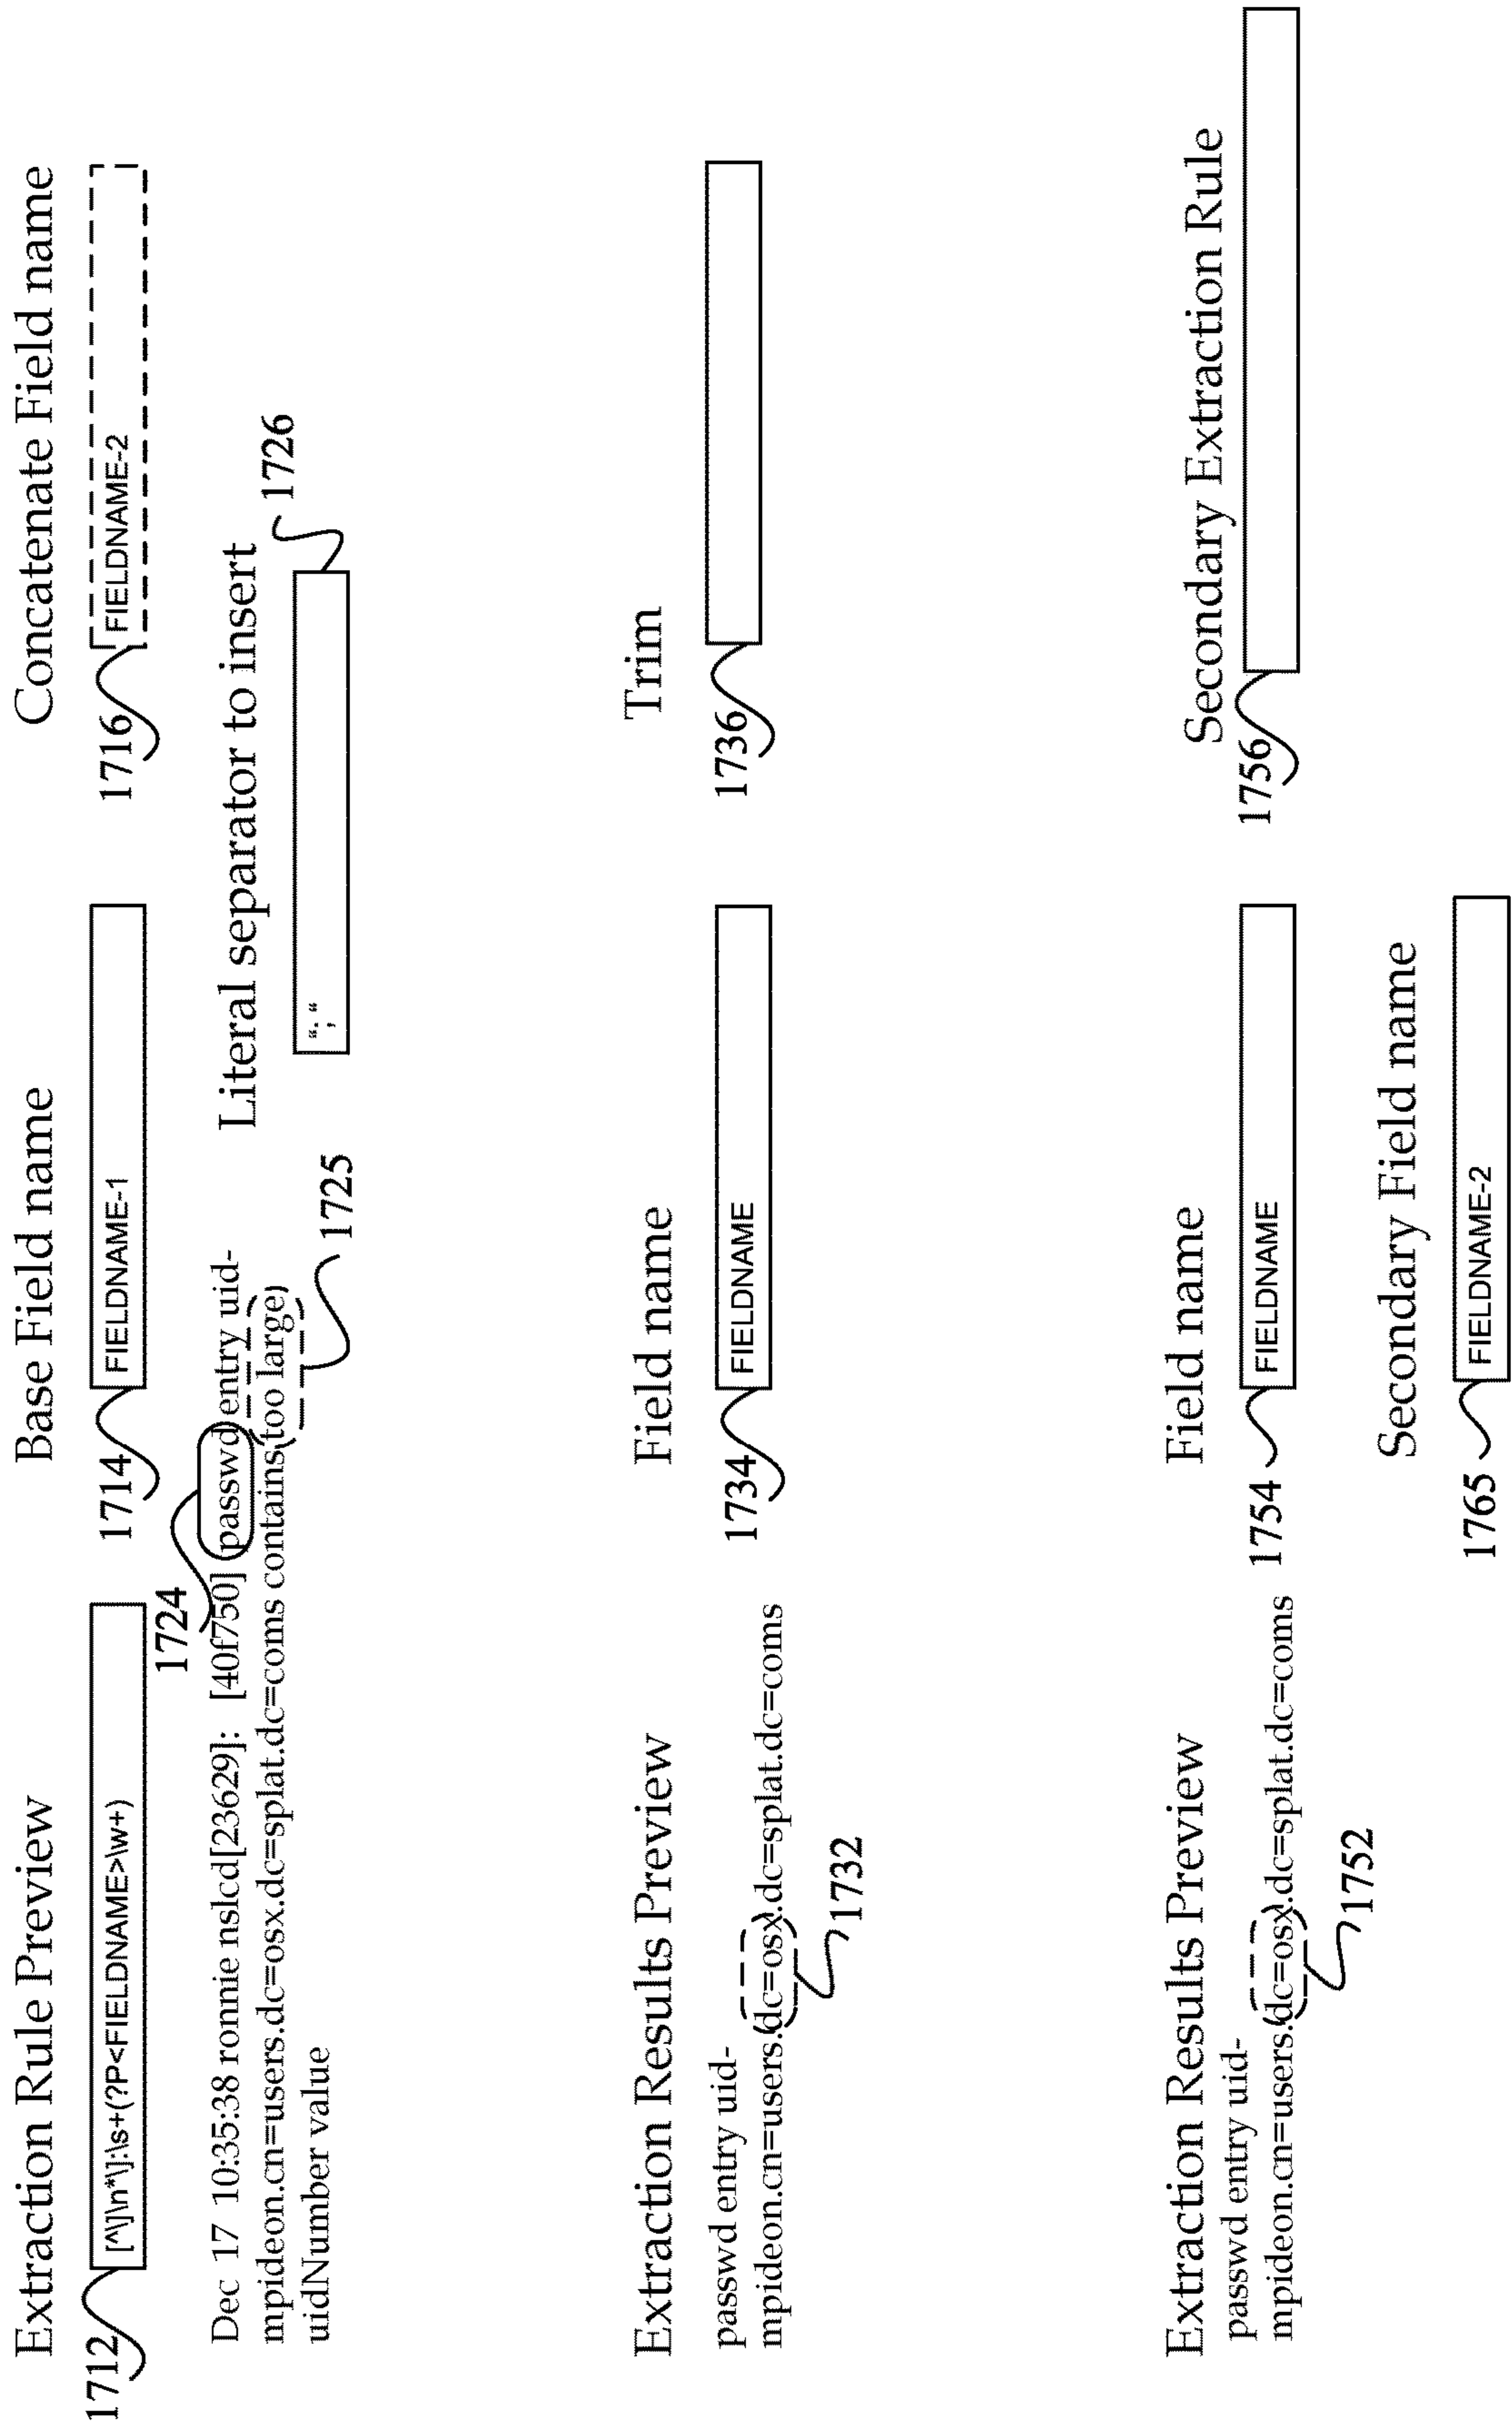 Extraction Rule Preview
Base Field name
Concatenate Field name
1712
[^\]\n*\]:\s+(?P<FIELDNAME>\w+)
1714
FIELDNAME-1
1716
FIELDNAME-2
1724
Dec 17 10:35:38 ronnie nslcd[23629]: [40f750] passwd entry uid-
mpideon.cn=users.dc=osx.dc=splat.dc=coms contains too large
uidNumber value
1725
Literal separator to insert
“; “
1726
Extraction Results Preview
Field name
Trim
passwd entry uid-
mpideon.cn=users.dc=osx.dc=splat.dc=coms
1732
1734
FIELDNAME
1736
Extraction Results Preview
Field name
Secondary Extraction Rule
passwd entry uid-
mpideon.cn=users.dc=osx.dc=splat.dc=coms
1752
1754
FIELDNAME
1756
Secondary Field name
1765
FIELDNAME-2